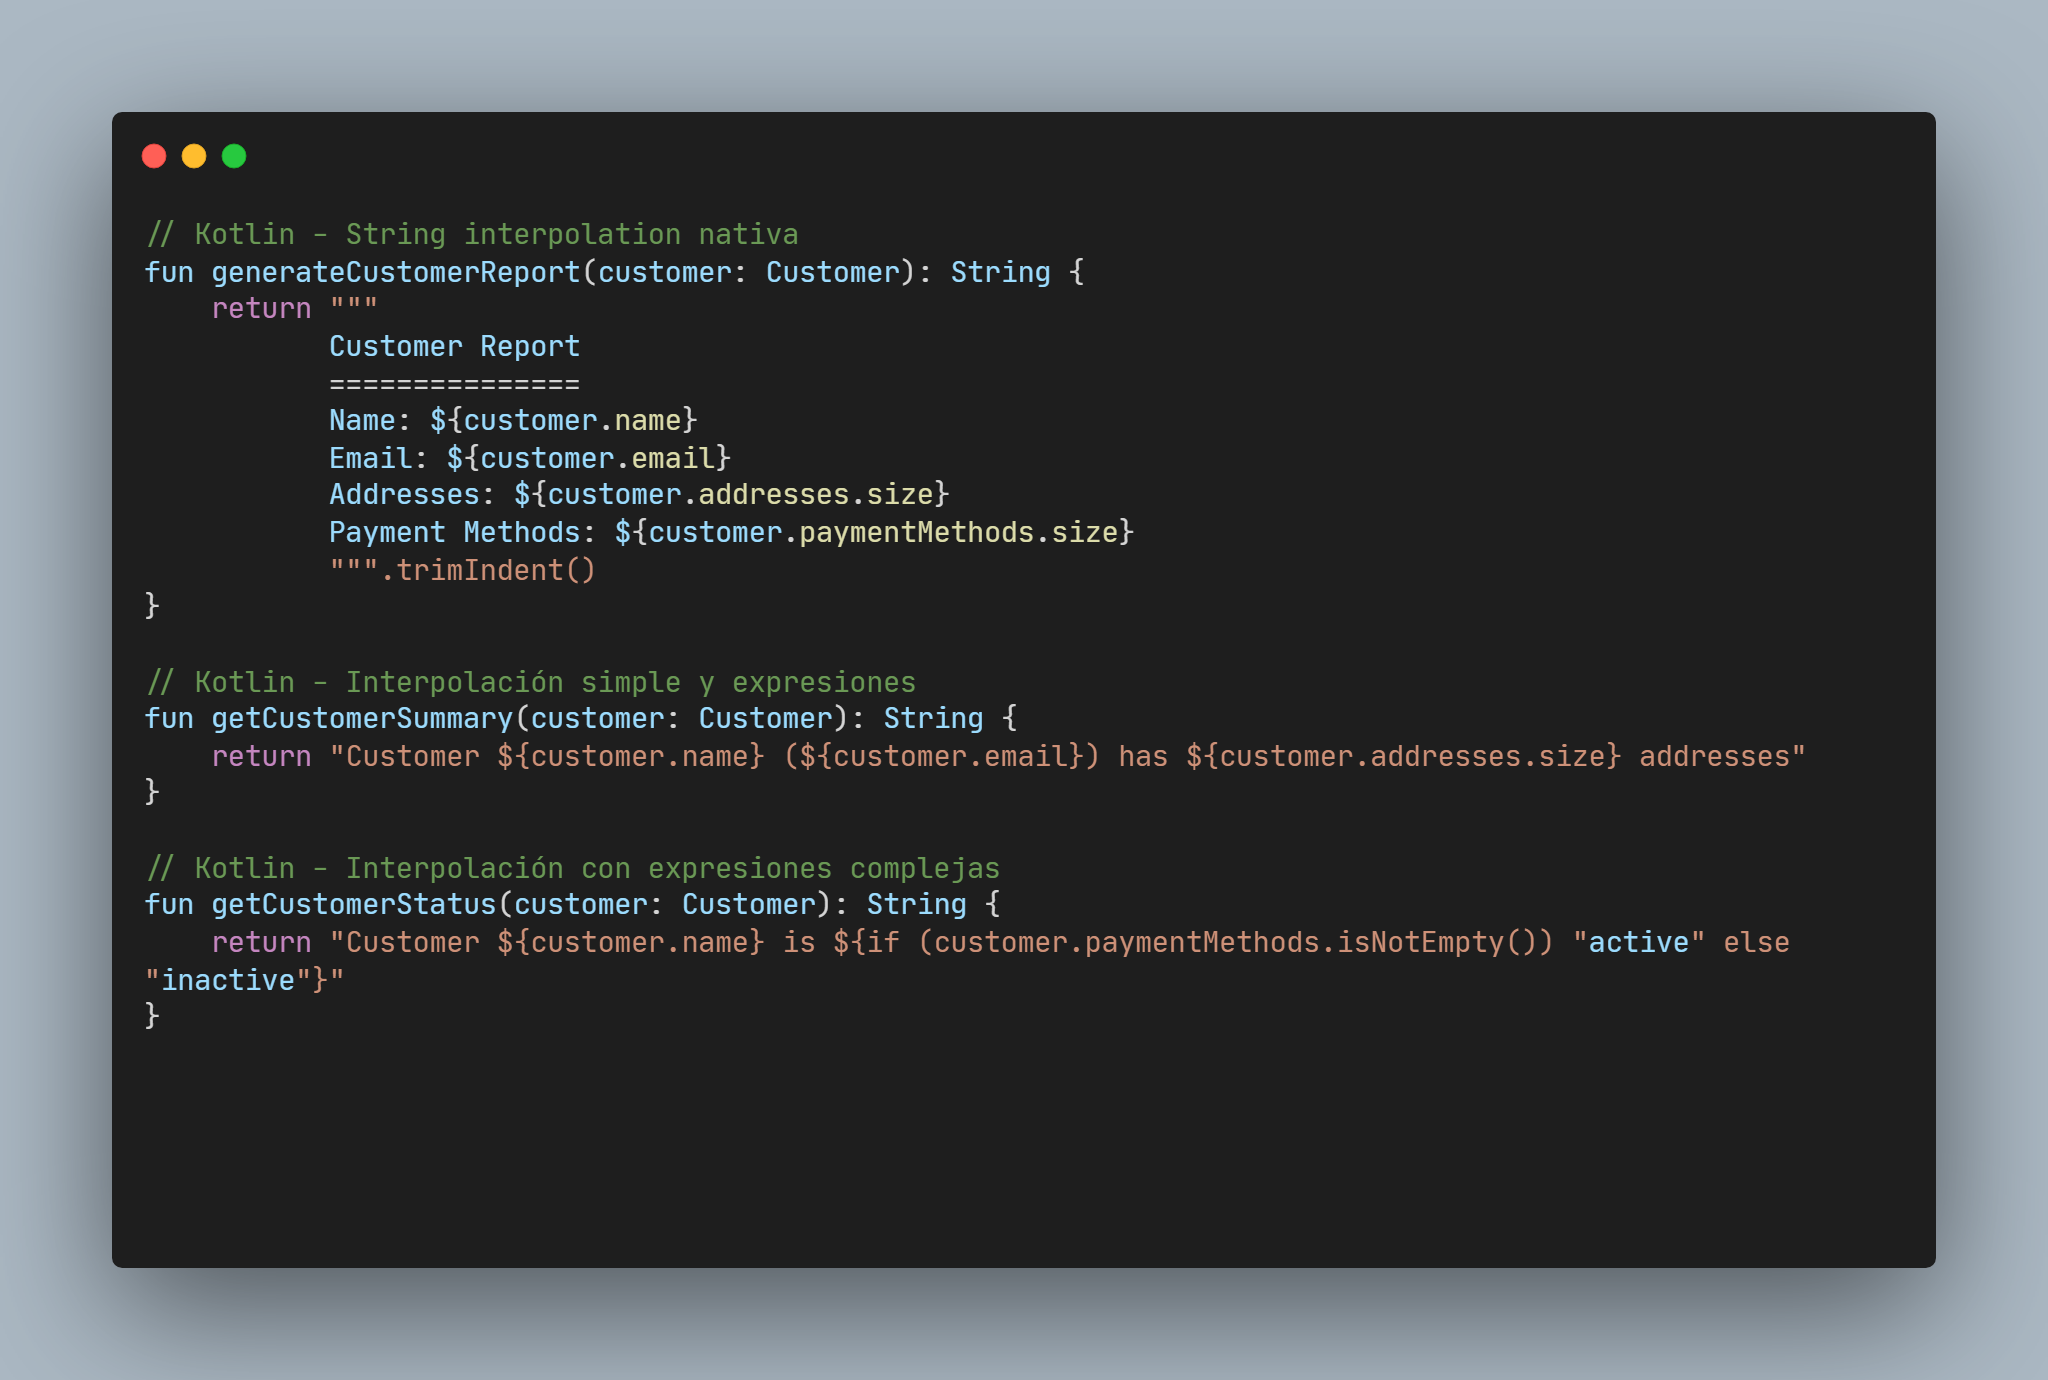 // Kotlin - String interpolation nativa
fun generateCustomerReport(customer: Customer): String {
    return """
           Customer Report
           ===============
           Name: ${customer.name}
           Email: ${customer.email}
           Addresses: ${customer.addresses.size}
           Payment Methods: ${customer.paymentMethods.size}
           """.trimIndent()
}

// Kotlin - Interpolación simple y expresiones
fun getCustomerSummary(customer: Customer): String {
    return "Customer ${customer.name} (${customer.email}) has ${customer.addresses.size} addresses"
}

// Kotlin - Interpolación con expresiones complejas
fun getCustomerStatus(customer: Customer): String {
    return "Customer ${customer.name} is ${if (customer.paymentMethods.isNotEmpty()) "active" else
"inactive"}"
}